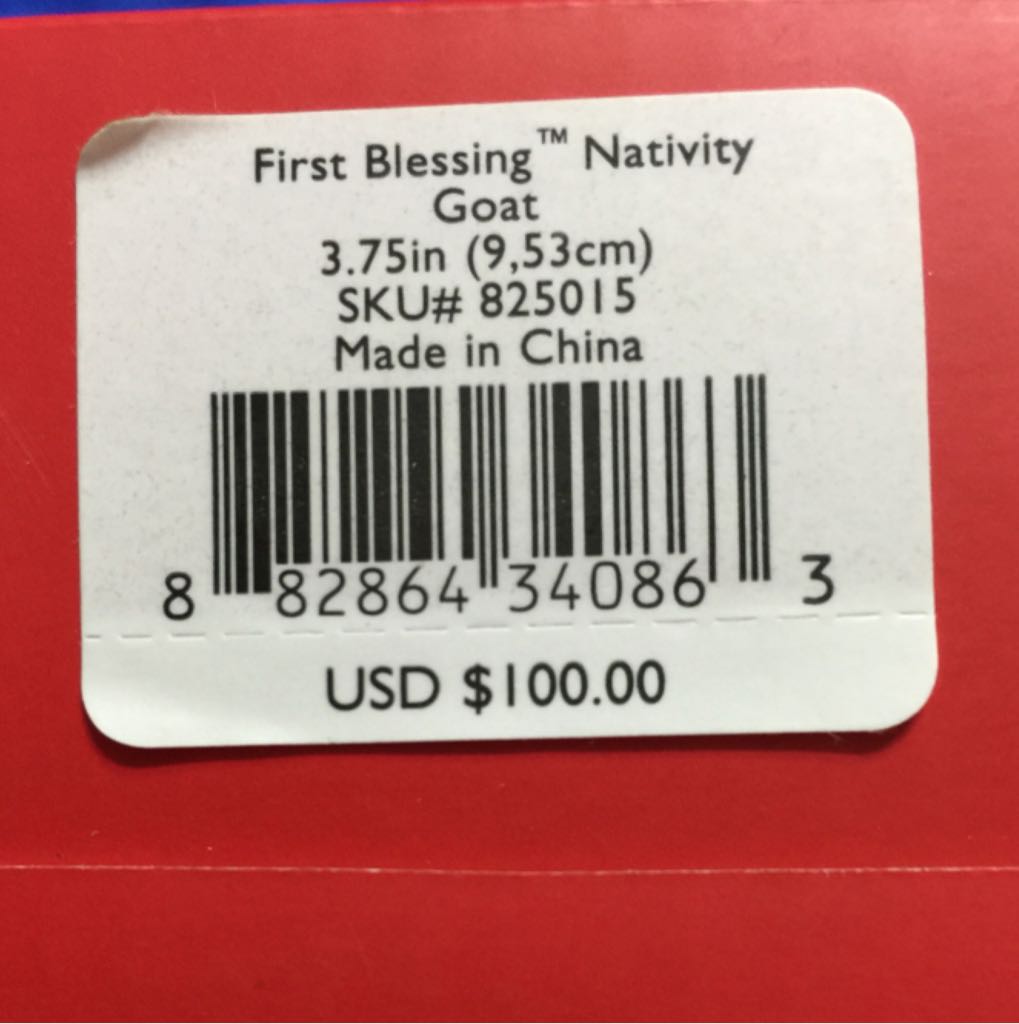 First Blessing™ Nativity
Goat
3.75in (9,53cm)
SKU# 825015
Made in China
8 82864 34086 3
USD $100.00